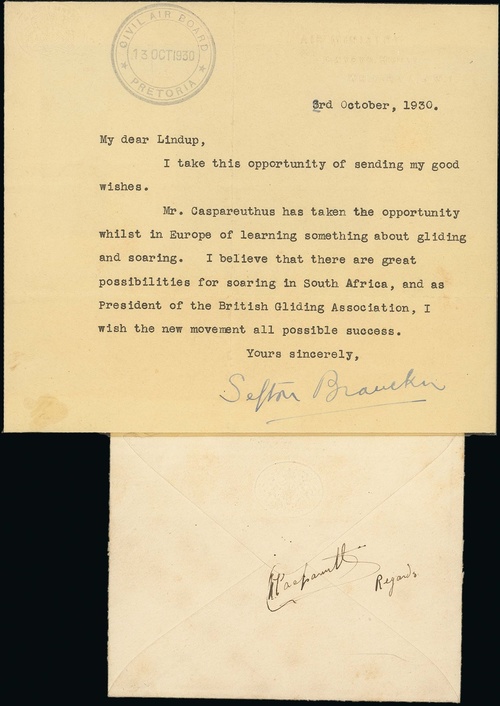 CIVIL AIR BOARD
13 OCT 1930
PRETORIA
3rd October, 1930.
My dear Lindup,
I take this opportunity of sending my good
wishes.
Mr. Caspareuthus has taken the opportunity
whilst in Europe of learning something about gliding
and soaring. I believe that there are great
possibilities for soaring in South Africa, and as
President of the British Gliding Association, I
wish the new movement all possible success.
Yours sincerely,
Sefton Brancker
Regards